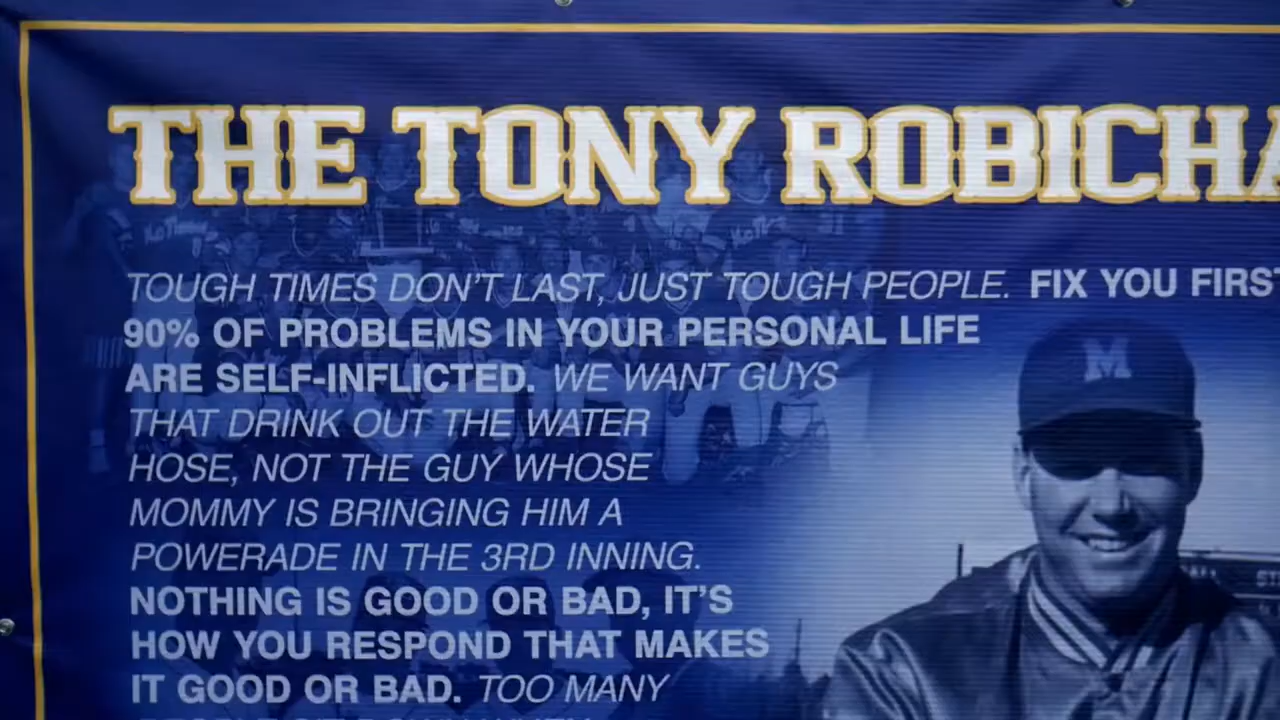 THE TONY ROBICHA
TOUGH TIMES DON'T LAST, JUST TOUGH PEOPLE. FIX YOU FIRST
90% OF PROBLEMS IN YOUR PERSONAL LIFE
ARE SELF-INFLICTED. WE WANT GUYS
THAT DRINK OUT THE WATER
HOSE, NOT THE GUY WHOSE
MOMMY IS BRINGING HIM A
POWERADE IN THE 3RD INNING.
NOTHING IS GOOD OR BAD, IT'S
HOW YOU RESPOND THAT MAKES
IT GOOD OR BAD. TOO MANY
M